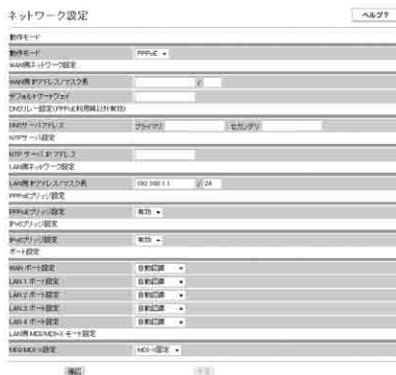 ネットワーク設定
ヘルプ?
動作モード
動作モード PPPoE
WAN側ネットワーク設定
WAN側 IPアドレス/マスク長 /
デフォルトゲートウェイ
DNSリレー設定(PPPoE利用時以外有効)
DNSサーバアドレス プライマリ セカンダリ
NTPサーバ設定
NTP サーバ IP アドレス
LAN側ネットワーク設定
LAN側 IPアドレス/マスク長 192.168.1.1 / 24
PPPoEブリッジ設定
PPPoEブリッジ設定 有効
IPv6ブリッジ設定
IPv6ブリッジ設定 有効
ポート設定
WAN ポート設定 自動認識
LAN 1 ポート設定 自動認識
LAN 2 ポート設定 自動認識
LAN 3 ポート設定 自動認識
LAN 4 ポート設定 自動認識
LAN側 MDI/MDI-X モード設定
MDI/MDI-X設定 MDI-X固定
確認